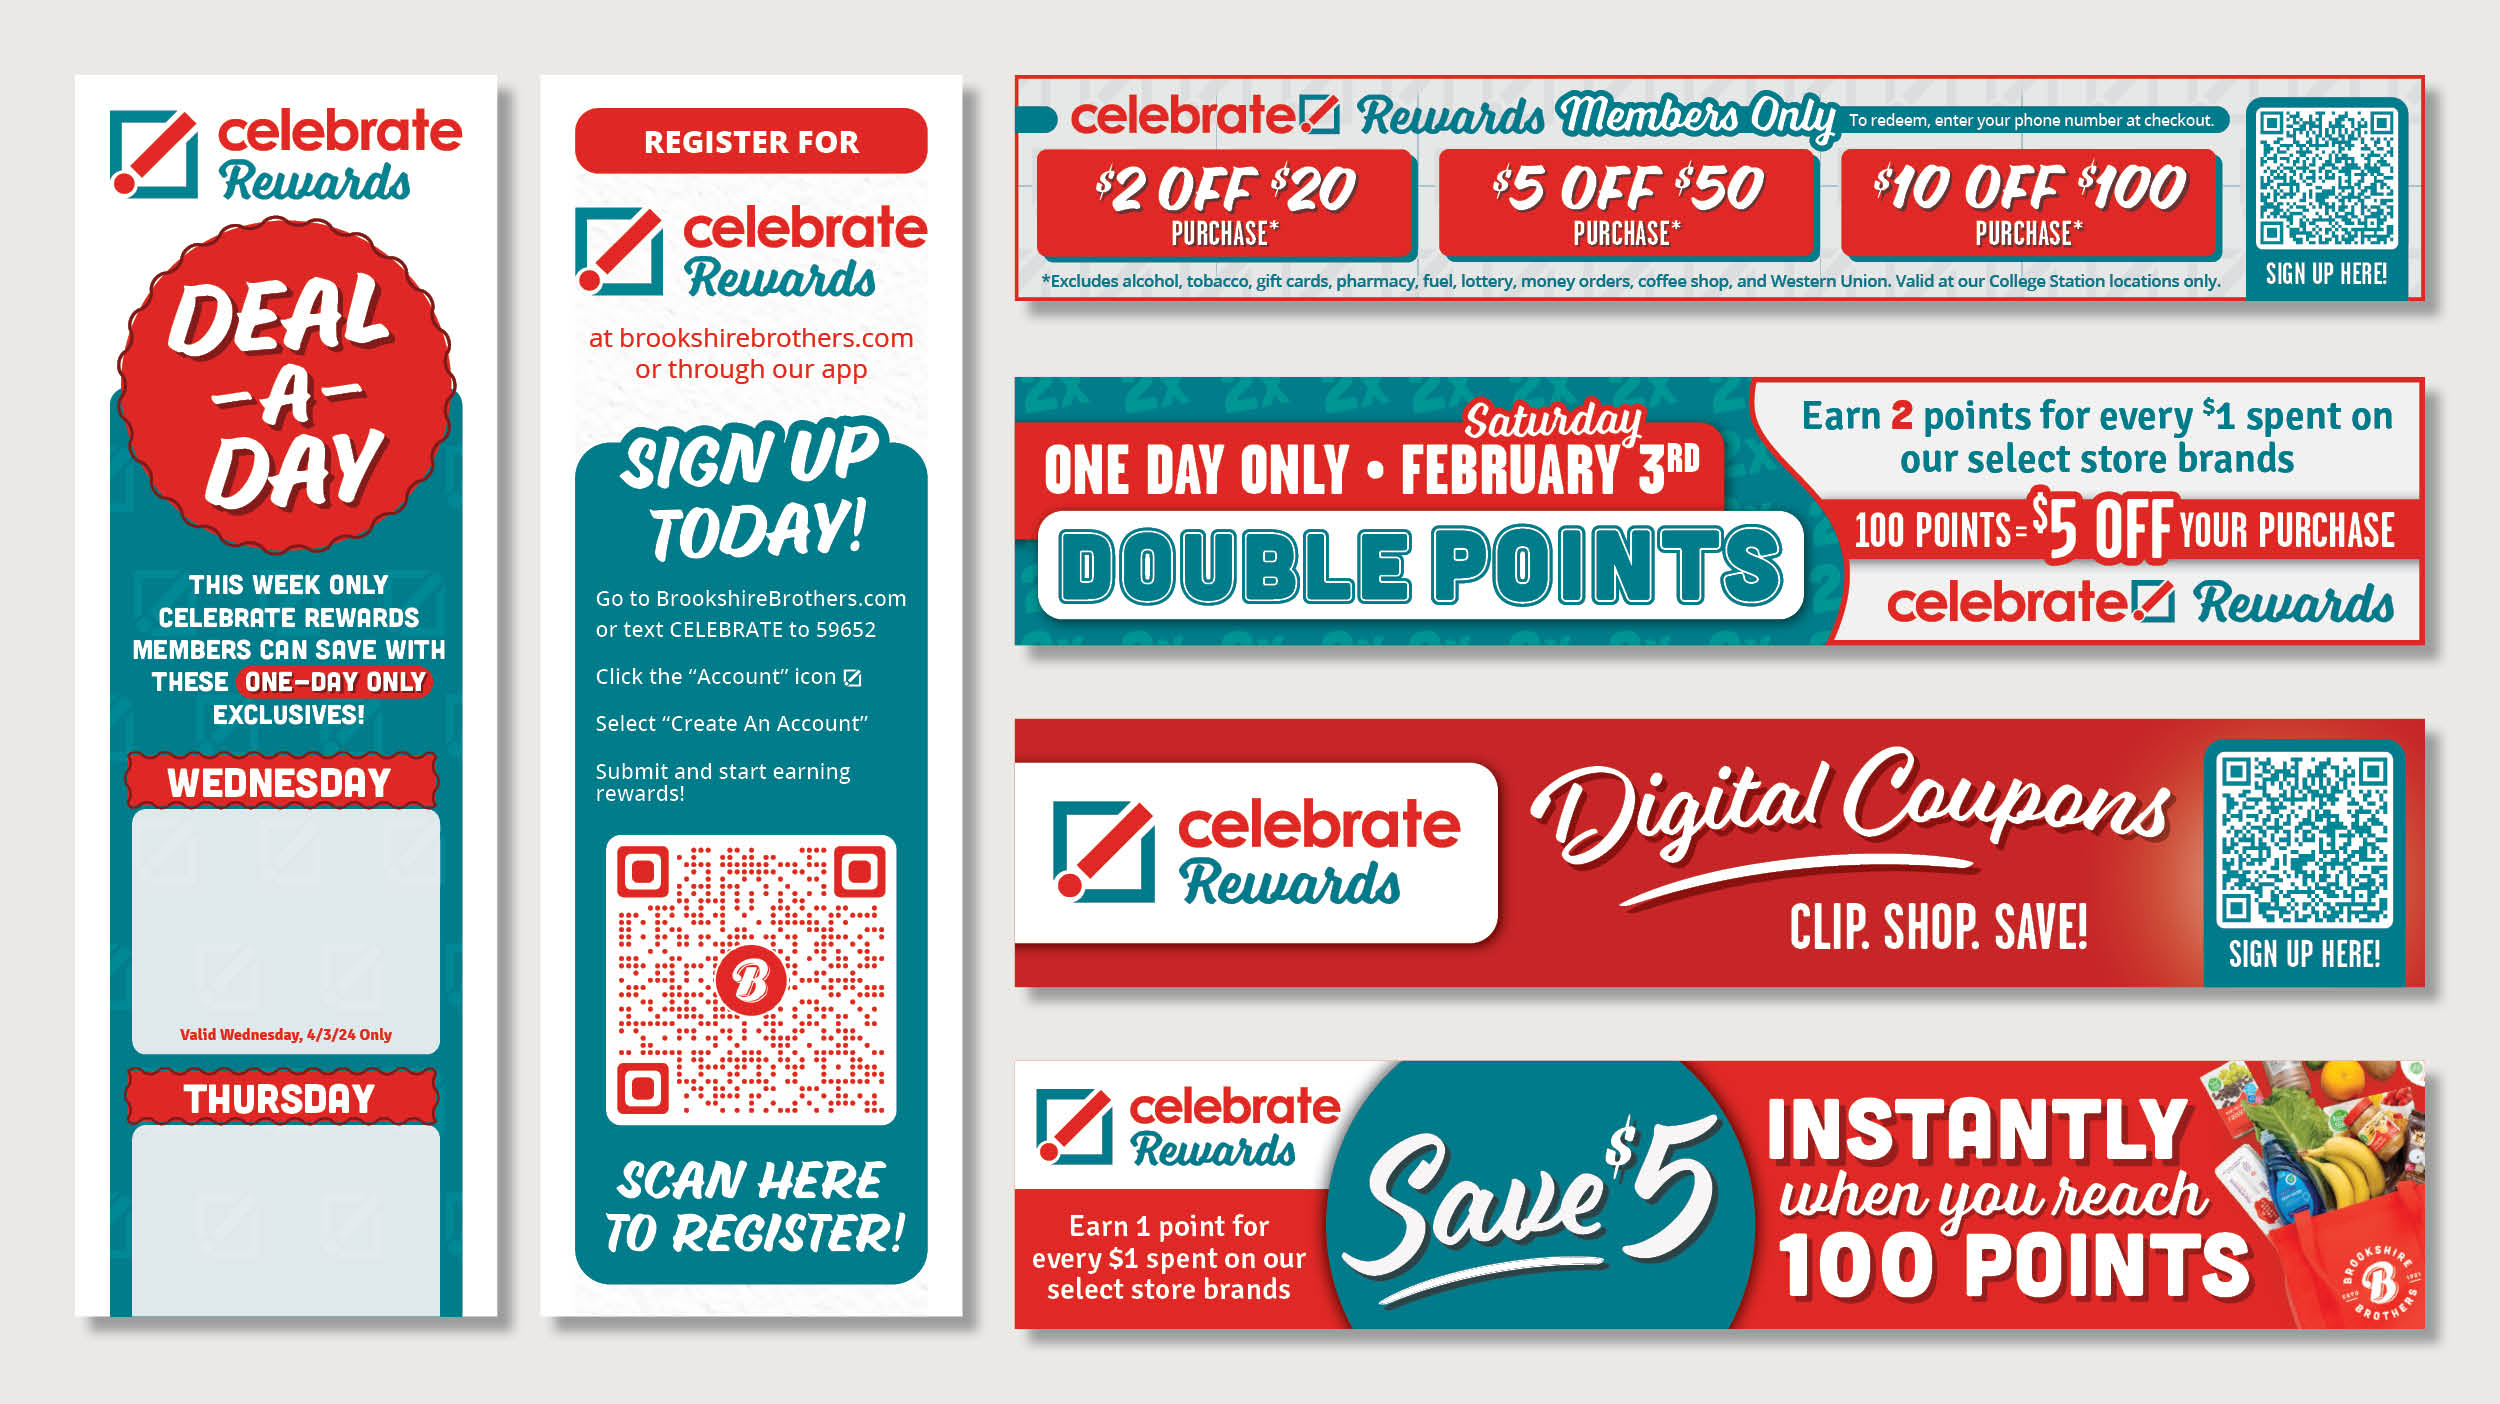 celebrate
Rewards
DEAL
-A-
DAY
THIS WEEK ONLY
CELEBRATE REWARDS
MEMBERS CAN SAVE WITH
THESE ONE-DAY ONLY
EXCLUSIVES!
WEDNESDAY
Valid Wednesday, 4/3/24 Only
THURSDAY
REGISTER FOR
celebrate
Rewards
at brookshirebrothers.com
or through our app
SIGN UP
TODAY!
Go to BrookshireBrothers.com
or text CELEBRATE to 59652
Click the “Account” icon
Select “Create An Account”
Submit and start earning
rewards!
B
SCAN HERE
TO REGISTER!
celebrate Rewards Members Only To redeem, enter your phone number at checkout.
$2 OFF $20
PURCHASE*
$5 OFF $50
PURCHASE*
$10 OFF $100
PURCHASE*
*Excludes alcohol, tobacco, gift cards, pharmacy, fuel, lottery, money orders, coffee shop, and Western Union. Valid at our College Station locations only.
SIGN UP HERE!
Saturday
ONE DAY ONLY • FEBRUARY 3RD
DOUBLE POINTS
Earn 2 points for every $1 spent on
our select store brands
100 POINTS=$5 OFF YOUR PURCHASE
celebrate Rewards
celebrate
Rewards
Digital Coupons
CLIP. SHOP. SAVE!
SIGN UP HERE!
celebrate
Rewards
Earn 1 point for
every $1 spent on our
select store brands
Save $5
INSTANTLY
when you reach
100 POINTS
BROOKSHIRE
B
BROTHERS